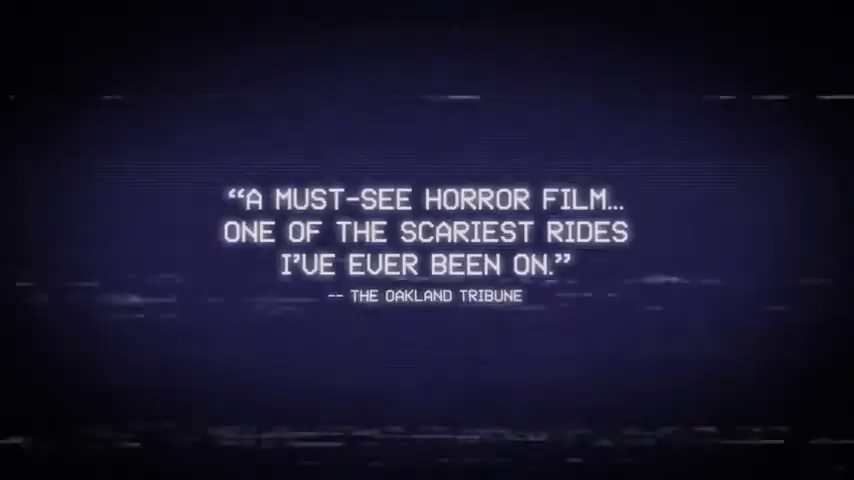 “A MUST-SEE HORROR FILM...
ONE OF THE SCARIEST RIDES
I’VE EVER BEEN ON.”
-- THE OAKLAND TRIBUNE